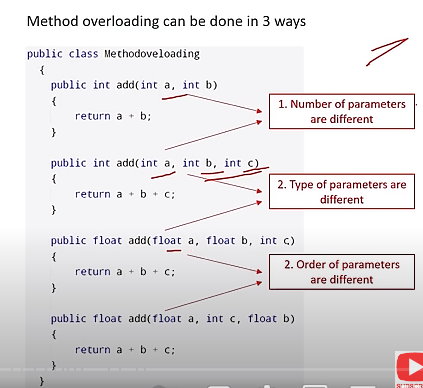 Method overloading can be done in 3 ways
public class Methodoveloading
{
public int add(int a, int b)
{
return a + b;
}
1. Number of parameters
are different
public int add(int a, int b, int c)
{
return a + b + c;
}
2. Type of parameters are
different
public float add(float a, float b, int c)
{
return a + b + c;
}
2. Order of parameters
are different
public float add(float a, int c, float b)
{
return a + b + c;
}
}